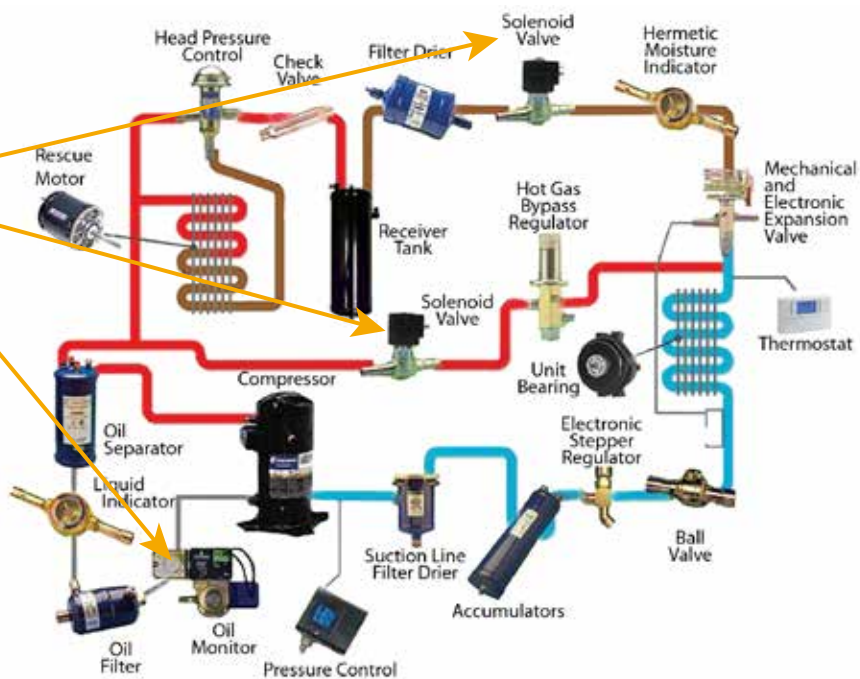 Head Pressure
Control
Check
Valve
Filter Drier
Solenoid
Valve
Hermetic
Moisture
Indicator
Rescue
Motor
Receiver
Tank
Hot Gas
Bypass
Regulator
Mechanical
and
Electronic
Expansion
Valve
Solenoid
Valve
Thermostat
Unit
Bearing
Compressor
Oil
Separator
Electronic
Stepper
Regulator
Liquid
Indicator
Ball
Valve
Suction Line
Filter Drier
Accumulators
Oil
Filter
Oil
Monitor
Pressure Control